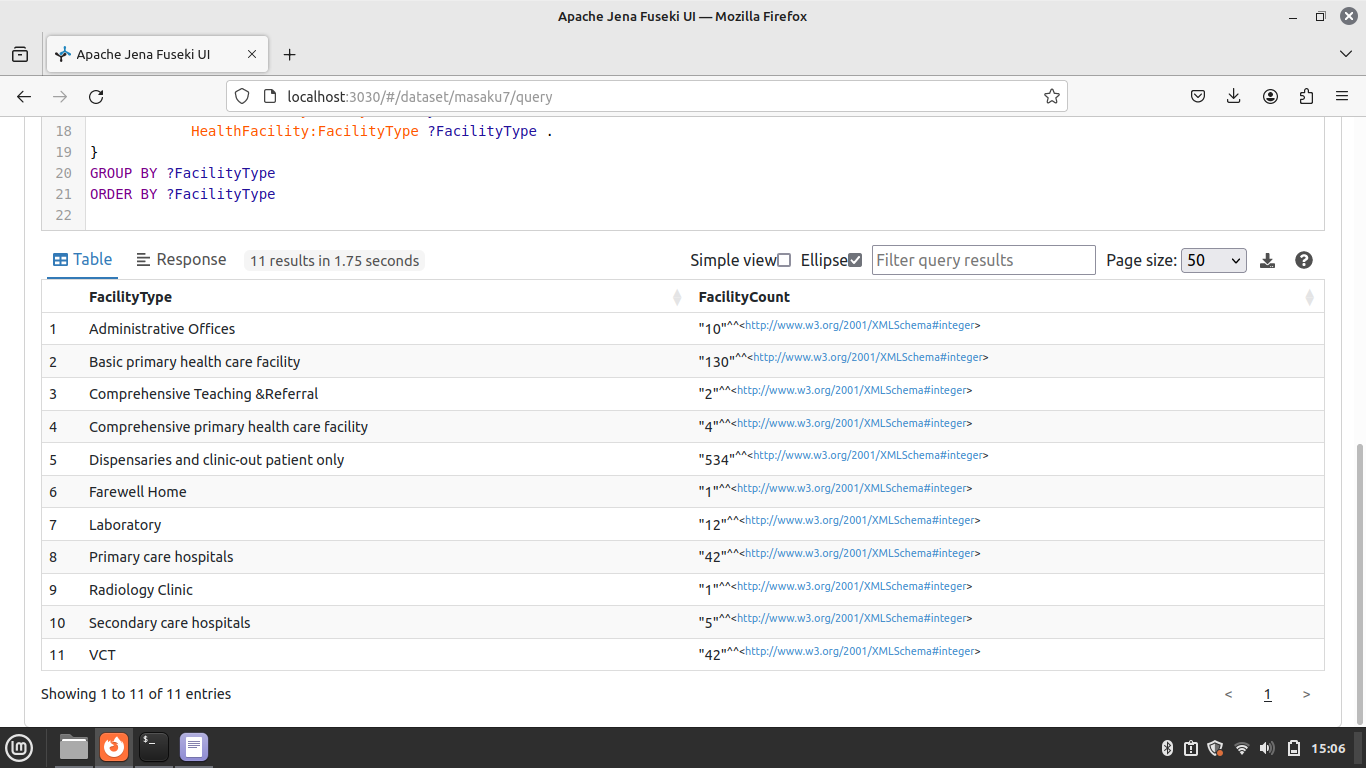 Apache Jena Fuseki UI — Mozilla Firefox
Apache Jena Fuseki UI
localhost:3030/#/dataset/masaku7/query
18 HealthFacility:FacilityType ?FacilityType .
19 }
20 GROUP BY ?FacilityType
21 ORDER BY ?FacilityType
22
Table Response 11 results in 1.75 seconds Simple view Ellipse Filter query results Page size: 50
FacilityType FacilityCount
1 Administrative Offices "10"^^<http://www.w3.org/2001/XMLSchema#integer>
2 Basic primary health care facility "130"^^<http://www.w3.org/2001/XMLSchema#integer>
3 Comprehensive Teaching &Referral "2"^^<http://www.w3.org/2001/XMLSchema#integer>
4 Comprehensive primary health care facility "4"^^<http://www.w3.org/2001/XMLSchema#integer>
5 Dispensaries and clinic-out patient only "534"^^<http://www.w3.org/2001/XMLSchema#integer>
6 Farewell Home "1"^^<http://www.w3.org/2001/XMLSchema#integer>
7 Laboratory "12"^^<http://www.w3.org/2001/XMLSchema#integer>
8 Primary care hospitals "42"^^<http://www.w3.org/2001/XMLSchema#integer>
9 Radiology Clinic "1"^^<http://www.w3.org/2001/XMLSchema#integer>
10 Secondary care hospitals "5"^^<http://www.w3.org/2001/XMLSchema#integer>
11 VCT "42"^^<http://www.w3.org/2001/XMLSchema#integer>
Showing 1 to 11 of 11 entries < 1 >
15:06